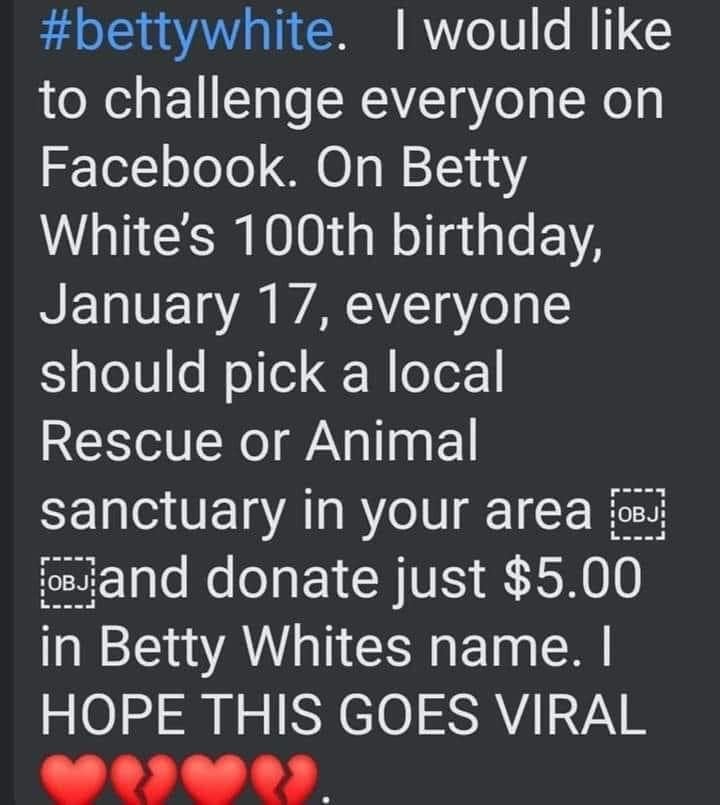 #bettywhite.   I would like
to challenge everyone on
Facebook. On Betty
White’s 100th birthday,
January 17, everyone
should pick a local
Rescue or Animal
sanctuary in your area OBJ
OBJ and donate just $5.00
in Betty Whites name. I
HOPE THIS GOES VIRAL
❤️💔❤️💔.